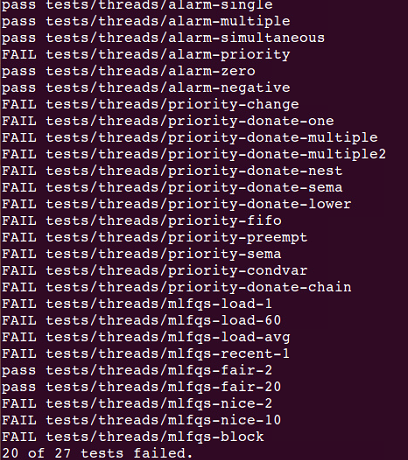 pass tests/threads/alarm-single
pass tests/threads/alarm-multiple
pass tests/threads/alarm-simultaneous
FAIL tests/threads/alarm-priority
pass tests/threads/alarm-zero
pass tests/threads/alarm-negative
FAIL tests/threads/priority-change
FAIL tests/threads/priority-donate-one
FAIL tests/threads/priority-donate-multiple
FAIL tests/threads/priority-donate-multiple2
FAIL tests/threads/priority-donate-nest
FAIL tests/threads/priority-donate-sema
FAIL tests/threads/priority-donate-lower
FAIL tests/threads/priority-fifo
FAIL tests/threads/priority-preempt
FAIL tests/threads/priority-sema
FAIL tests/threads/priority-condvar
FAIL tests/threads/priority-donate-chain
FAIL tests/threads/mlfqs-load-1
FAIL tests/threads/mlfqs-load-60
FAIL tests/threads/mlfqs-load-avg
FAIL tests/threads/mlfqs-recent-1
pass tests/threads/mlfqs-fair-2
pass tests/threads/mlfqs-fair-20
FAIL tests/threads/mlfqs-nice-2
FAIL tests/threads/mlfqs-nice-10
FAIL tests/threads/mlfqs-block
20 of 27 tests failed.